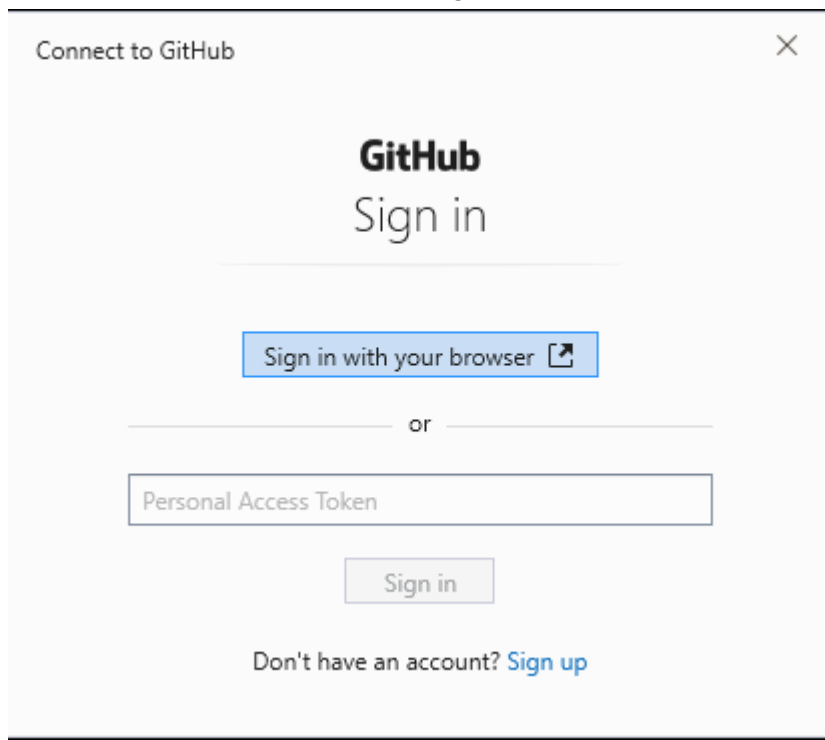 Connect to GitHub
GitHub
Sign in
Sign in with your browser
or
Personal Access Token
Sign in
Don't have an account? Sign up